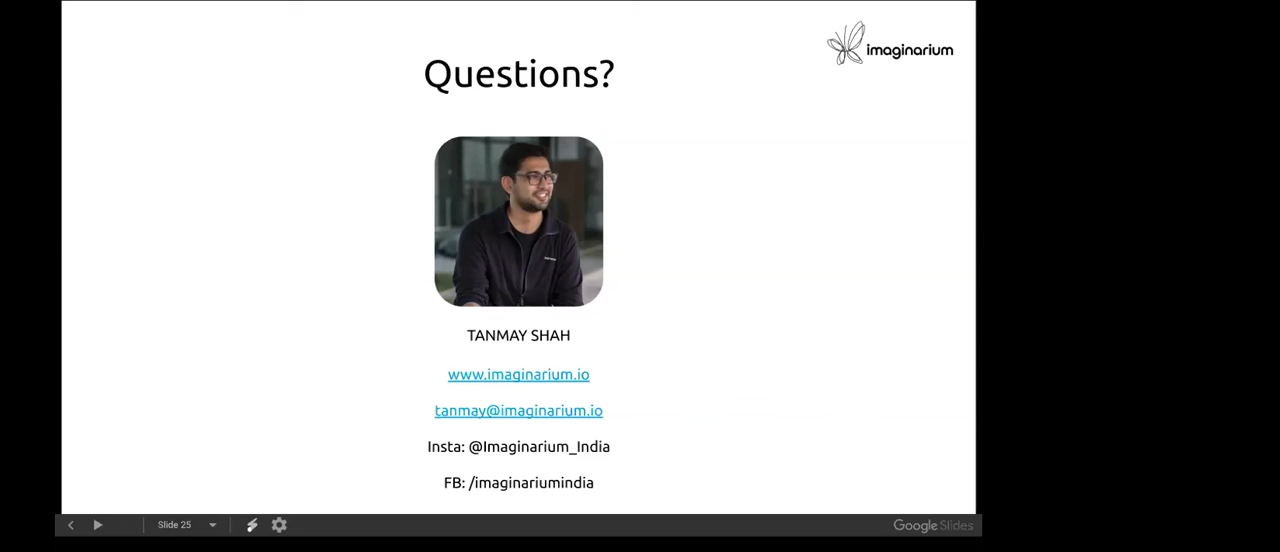 imaginarium
Questions?
TANMAY SHAH
www.imaginarium.io
tanmay@imaginarium.io
Insta: @Imaginarium_India
FB: /imaginariumindia
Slide 25
Google Slides